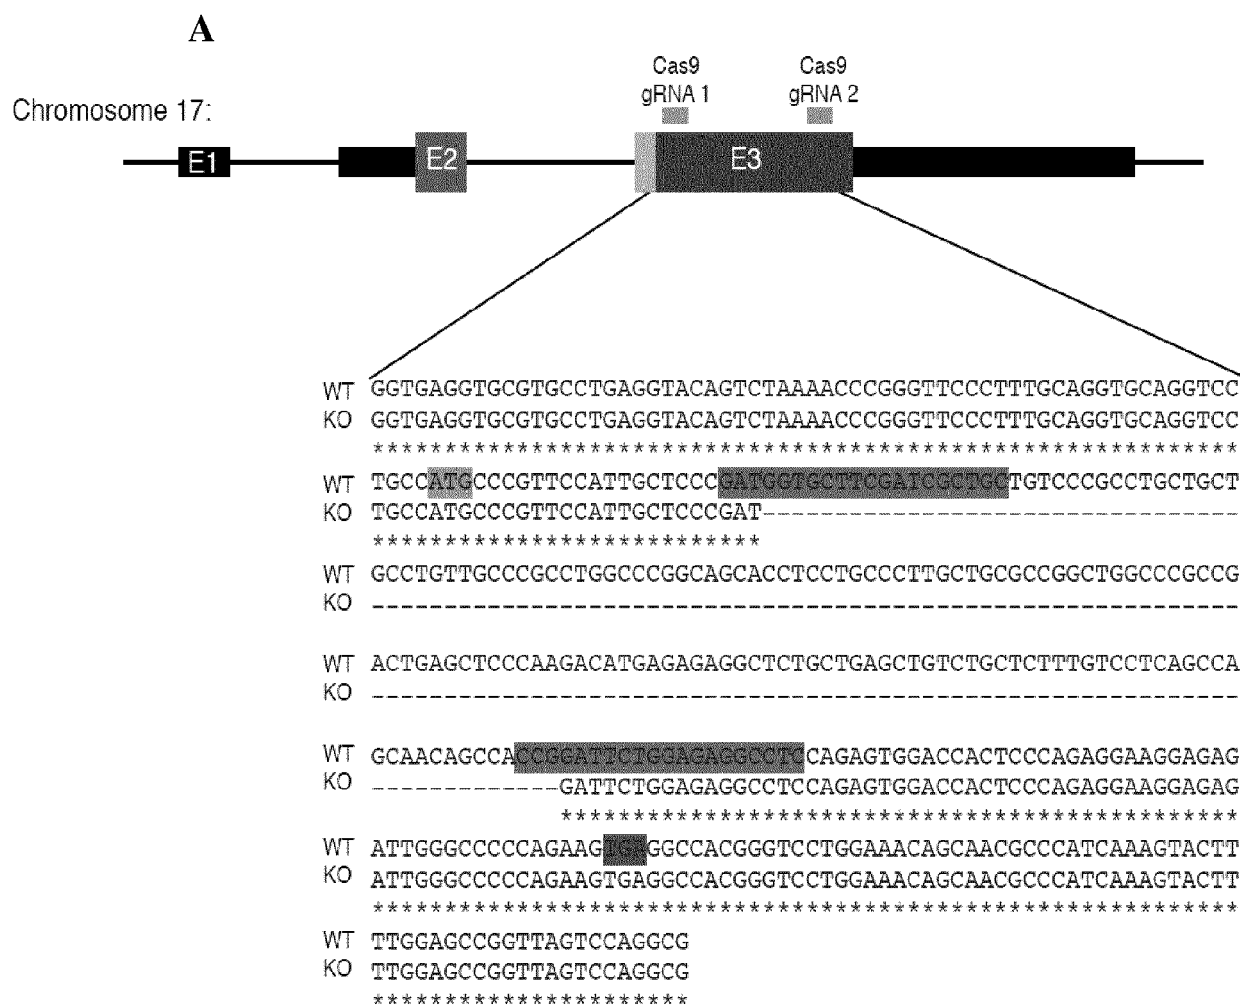 A
Cas9 Cas9
gRNA 1 gRNA 2
Chromosome 17:
E1 E2 E3
WT GGTGAGGTGCGTGCCTGAGGTACAGTCTAAAACCCGGGTTCCCTTTGCAGGTGCAGGTCC
KO GGTGAGGTGCGTGCCTGAGGTACAGTCTAAAACCCGGGTTCCCTTTGCAGGTGCAGGTCC
************************************************************
WT TGCCATGCCCGTTCCATTGCTCCCGATGGTGCTTCGATCGCTGCTGTCCCGCCTGCTGCT
KO TGCCATGCCCGTTCCATTGCTCCCGAT---------------------------------
***************************
WT GCCTGTTGCCCGCCTGGCCCGGCAGCACCTCCTGCCCTTGCTGCGCCGGCTGGCCCGCCG
KO ------------------------------------------------------------
WT ACTGAGCTCCCAAGACATGAGAGAGGCTCTGCTGAGCTGTCTGCTCTTTGTCCTCAGCCA
KO ------------------------------------------------------------
WT GCAACAGCCACCGGATTCTGGAGAGGCCTCCAGAGTGGACCACTCCCAGAGGAAGGAGAG
KO -------------GATTCTGGAGAGGCCTCCAGAGTGGACCACTCCCAGAGGAAGGAGAG
***********************************************
WT ATTGGGCCCCCAGAAGTGAGGCCACGGGTCCTGGAAACAGCAACGCCCATCAAAGTACTT
KO ATTGGGCCCCCAGAAGTGAGGCCACGGGTCCTGGAAACAGCAACGCCCATCAAAGTACTT
************************************************************
WT TTGGAGCCGGTTAGTCCAGGCG
KO TTGGAGCCGGTTAGTCCAGGCG
**********************